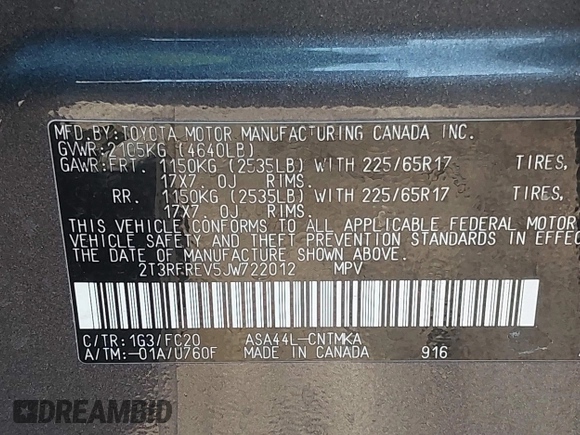 MFD.BY:TOYOTA MOTOR MANUFACTURING CANADA INC.
GVWR:2105KG (4640LB)
GAWR:FRT. 1150KG (2535LB) WITH 225/65R17 TIRES,
17X7.0J RIMS.
RR. 1150KG (2535LB) WITH 225/65R17 TIRES,
17X7.0J RIMS.
THIS VEHICLE CONFORMS TO ALL APPLICABLE FEDERAL MOTOR
VEHICLE SAFETY AND THEFT PREVENTION STANDARDS IN EFFEC
THE DATE OF MANUFACTURE SHOWN ABOVE.
2T3RFREV5JW722012 MPV
C/TR:1G3/FC20 ASA44L-CNTMKA
A/TM:-01A/U760F MADE IN CANADA 916
DREAMBID